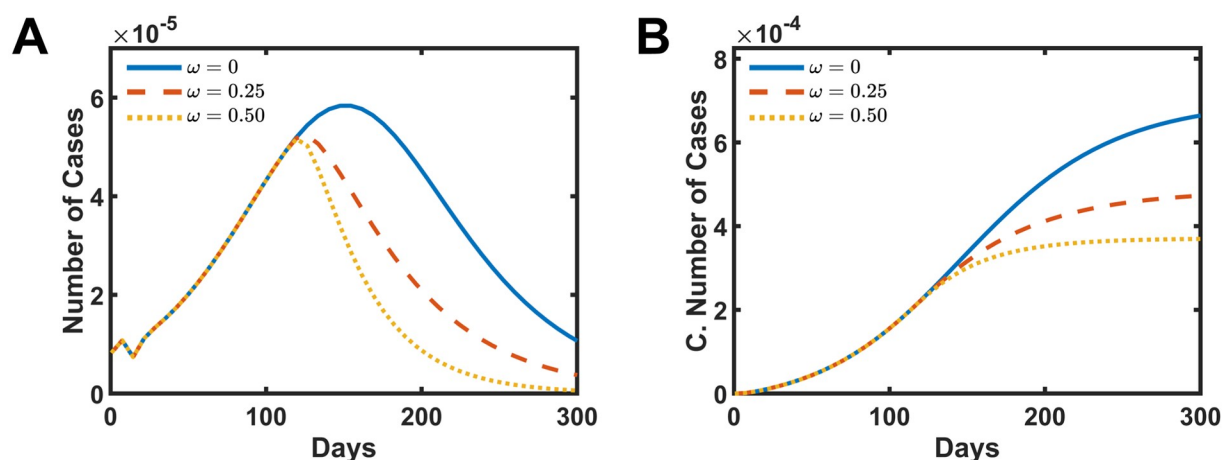 A
×10⁻⁵
Number of Cases
6
4
2
0
ω = 0
ω = 0.25
ω = 0.50
0 100 200 300
Days
B
×10⁻⁴
C. Number of Cases
8
6
4
2
0
ω = 0
ω = 0.25
ω = 0.50
0 100 200 300
Days